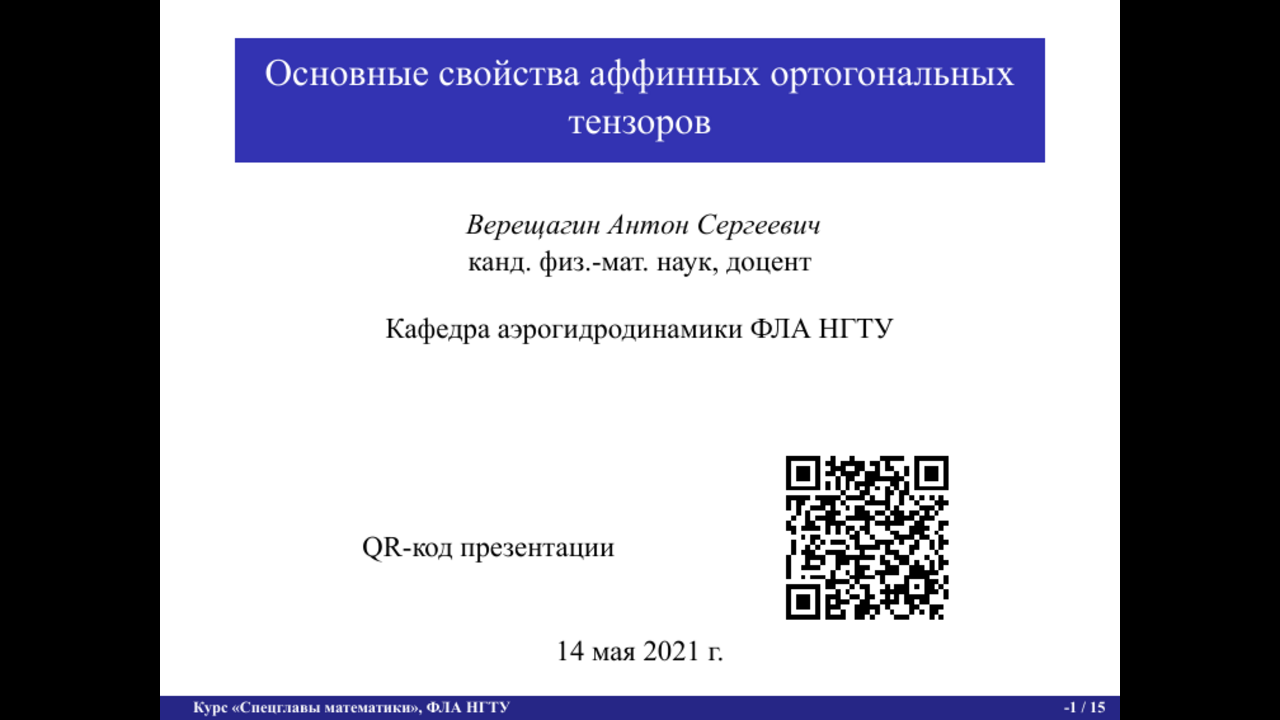 Основные свойства аффинных ортогональных
тензоров
Верещагин Антон Сергеевич
канд. физ.-мат. наук, доцент
Кафедра аэрогидродинамики ФЛА НГТУ
QR-код презентации
14 мая 2021 г.
Курс «Спецглавы математики», ФЛА НГТУ
-1 / 15